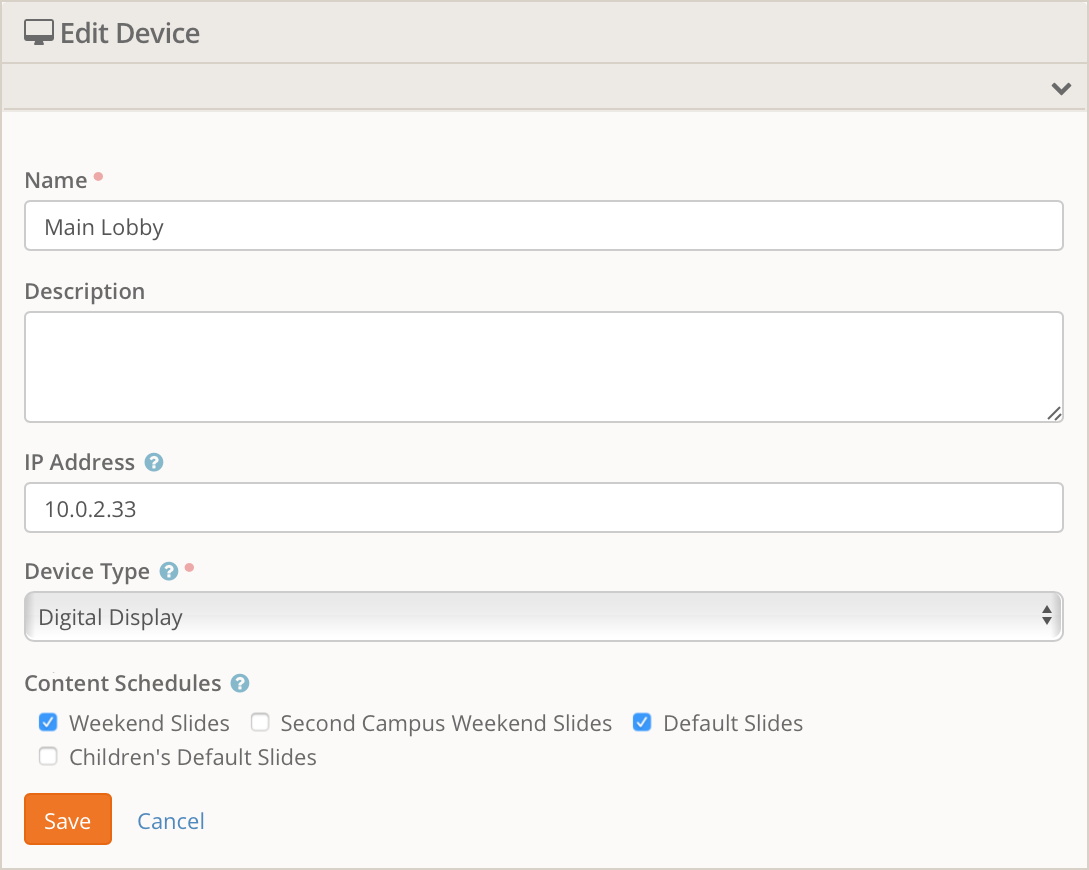 Edit Device
Name
Main Lobby
Description
IP Address ?
10.0.2.33
Device Type ?
Digital Display
Content Schedules ?
Weekend Slides Second Campus Weekend Slides Default Slides
Children's Default Slides
Save Cancel